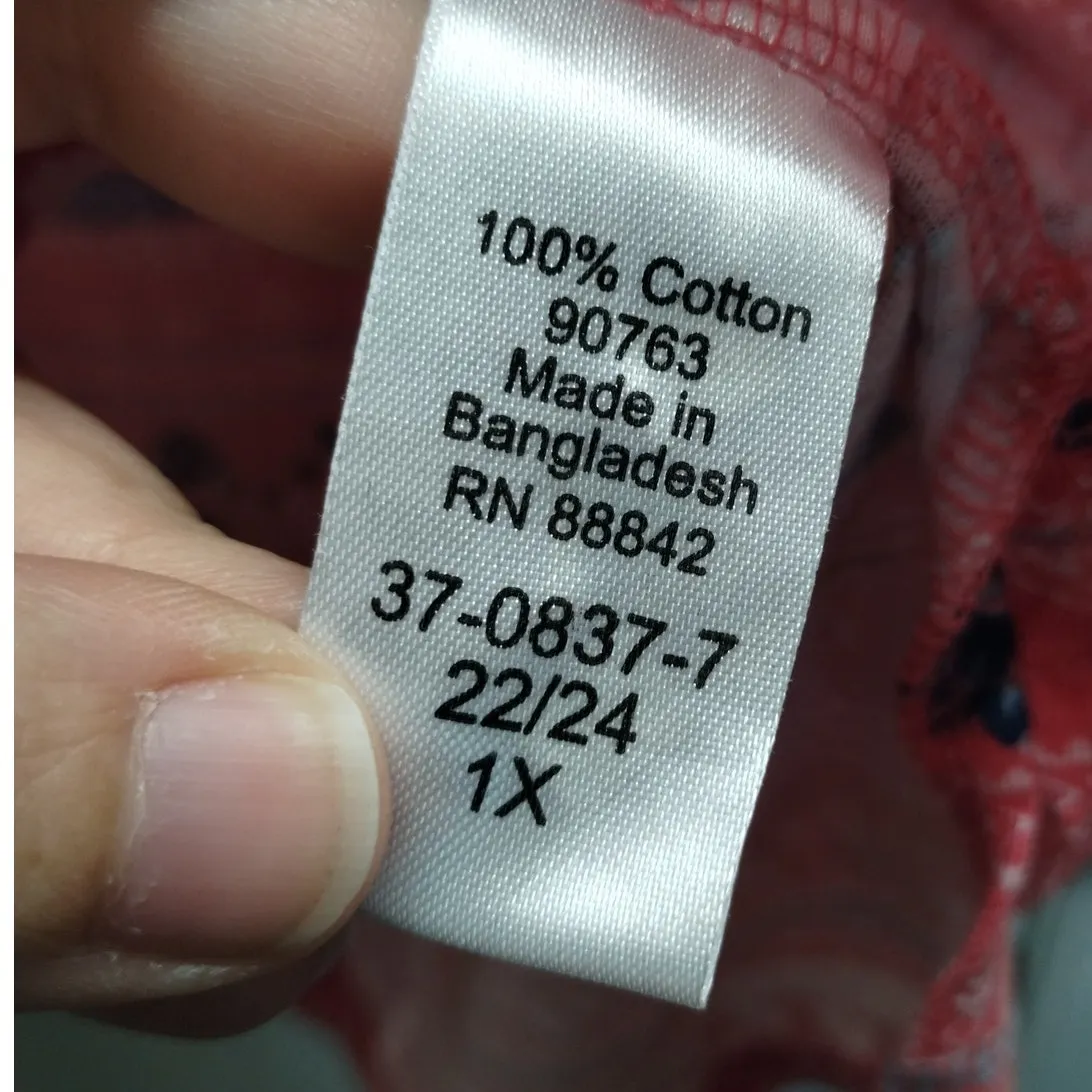 100% Cotton
90763
Made in
Bangladesh
RN 88842
37-0837-7
22/24
1X